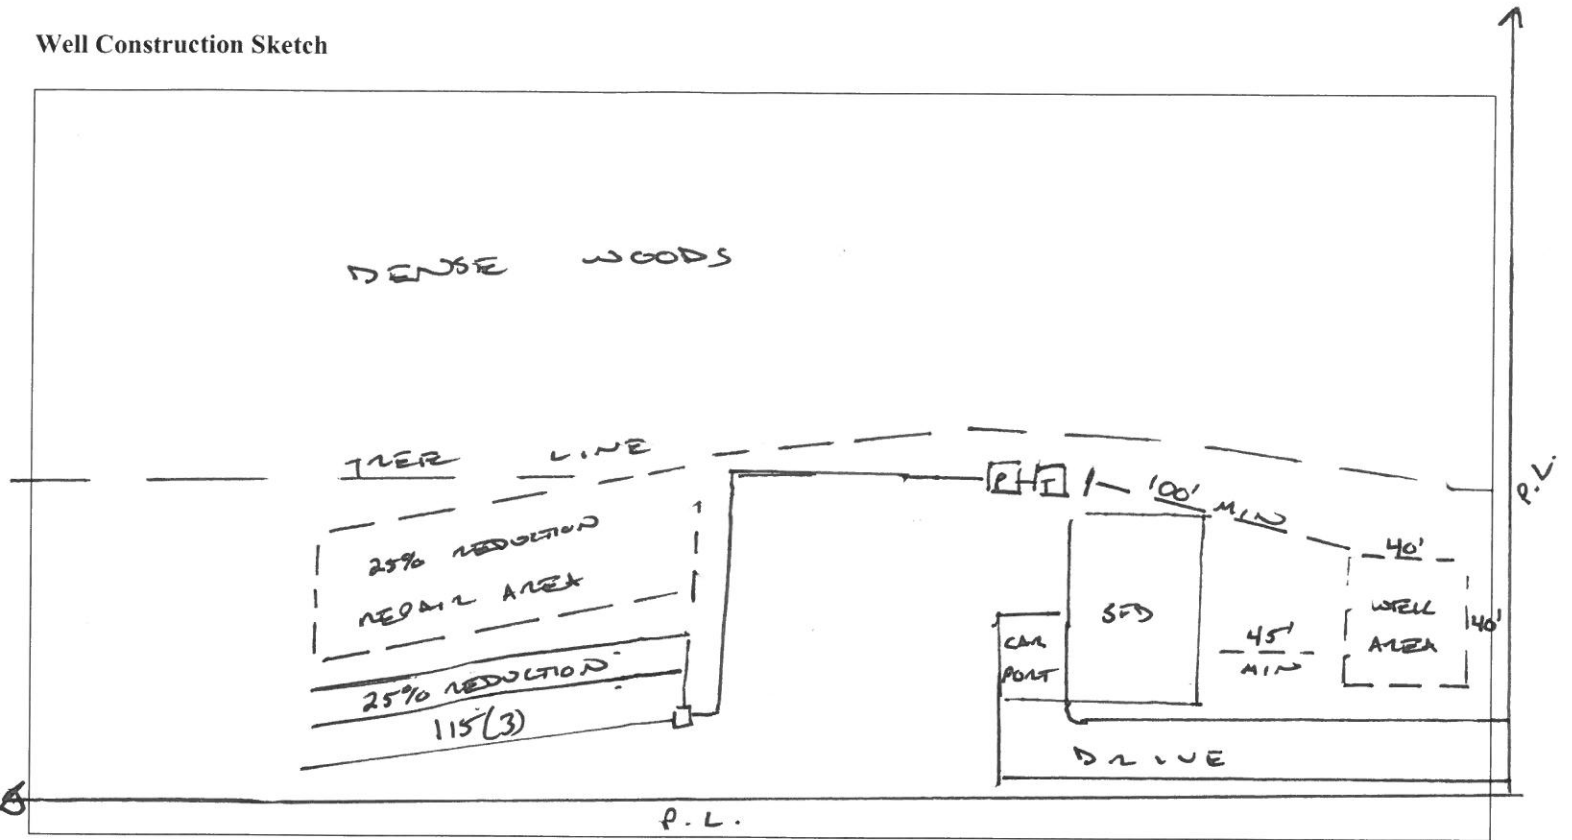 Well Construction Sketch
DENSE WOODS
TREE LINE
P T
100' MIN
P.L.
25% REDUCTION
REPAIR AREA
40'
WELL
AREA
40'
SFD
CAR
PORT
45'
MIN
25% REDUCTION
115(3)
DRIVE
P.L.